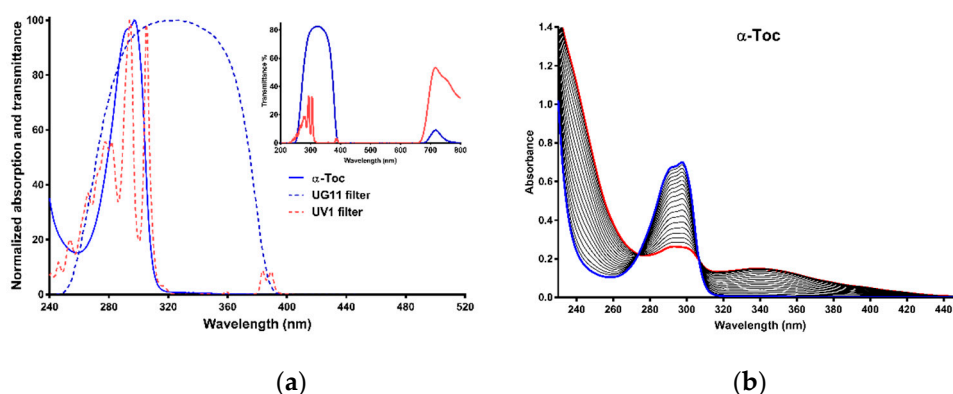 Normalized absorption and transmittance
100
80
60
40
20
0
240 280 320 360 400 440 480 520
Wavelength (nm)
Transmittance %
80
60
40
20
0
200 300 400 500 600 700 800
Wavelength (nm)
α-Toc
UG11 filter
UV1 filter
(a)
α-Toc
Absorbance
1.4
1.2
1.0
0.8
0.6
0.4
0.2
0.0
240 260 280 300 320 340 360 380 400 420 440
Wavelength (nm)
(b)